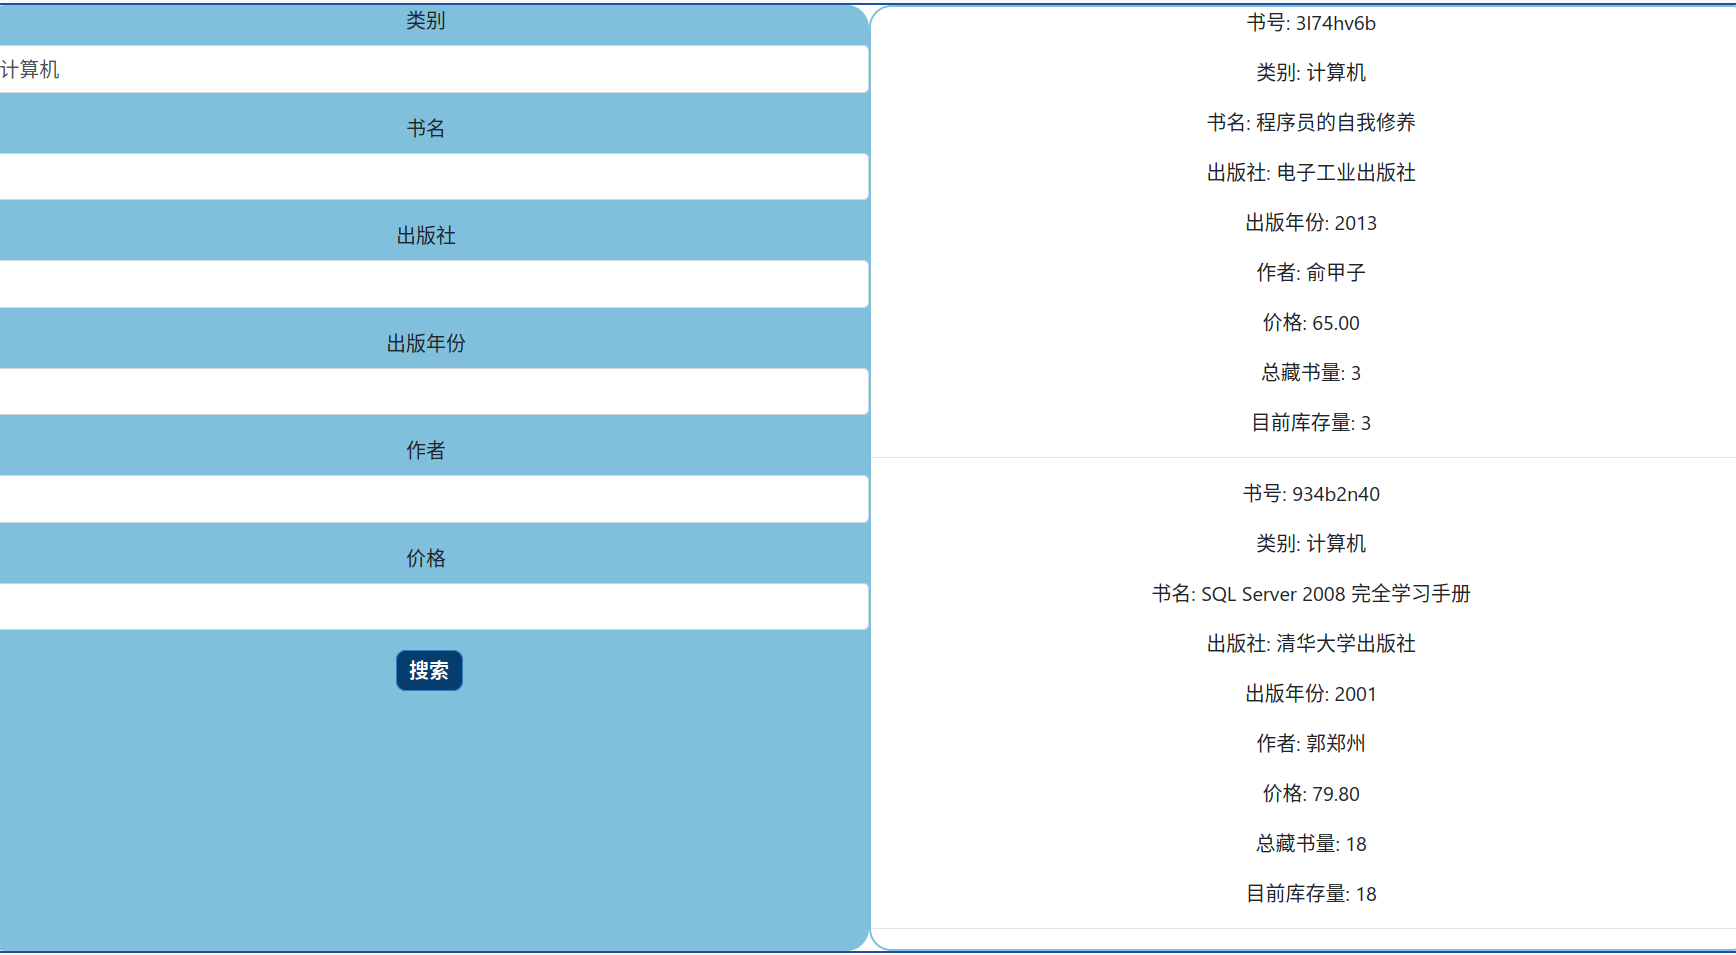 类别
计算机
书名
出版社
出版年份
作者
价格
搜索
书号: 3l74hv6b
类别: 计算机
书名: 程序员的自我修养
出版社: 电子工业出版社
出版年份: 2013
作者: 俞甲子
价格: 65.00
总藏书量: 3
目前库存量: 3
书号: 934b2n40
类别: 计算机
书名: SQL Server 2008 完全学习手册
出版社: 清华大学出版社
出版年份: 2001
作者: 郭郑州
价格: 79.80
总藏书量: 18
目前库存量: 18